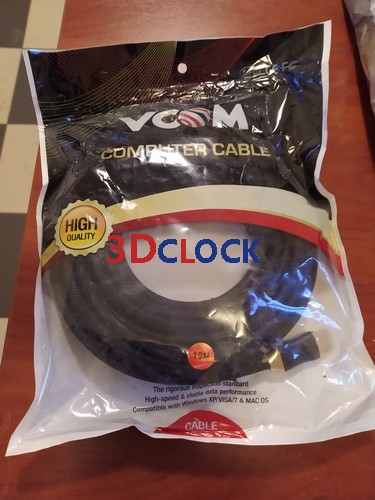 VCOM
COMPUTER CABLE
HIGH
QUALITY
3DCLOCK
10M
The rigorous inspection standard
High-speed & stable data performance
Compatible with Windows XP/VISA/7 & MAC OS
CABLE